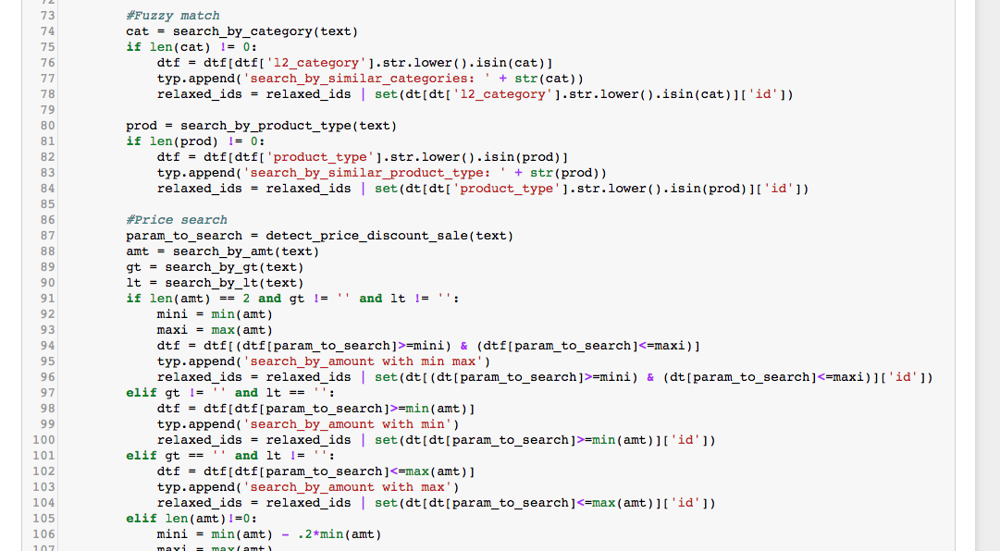 73 #Fuzzy match
74 cat = search_by_category(text)
75 if len(cat) != 0:
76 dtf = dtf[dtf['l2_category'].str.lower().isin(cat)]
77 typ.append('search_by_similar_categories: ' + str(cat))
78 relaxed_ids = relaxed_ids | set(dt[dt['l2_category'].str.lower().isin(cat)]['id'])
79
80 prod = search_by_product_type(text)
81 if len(prod) != 0:
82 dtf = dtf[dtf['product_type'].str.lower().isin(prod)]
83 typ.append('search_by_similar_product_type: ' + str(prod))
84 relaxed_ids = relaxed_ids | set(dt[dt['product_type'].str.lower().isin(prod)]['id'])
85
86 #Price search
87 param_to_search = detect_price_discount_sale(text)
88 amt = search_by_amt(text)
89 gt = search_by_gt(text)
90 lt = search_by_lt(text)
91 if len(amt) == 2 and gt != '' and lt != '':
92 mini = min(amt)
93 maxi = max(amt)
94 dtf = dtf[(dtf[param_to_search]>=mini) & (dtf[param_to_search]<=maxi)]
95 typ.append('search_by_amount with min max')
96 relaxed_ids = relaxed_ids | set(dt[(dt[param_to_search]>=mini) & (dt[param_to_search]<=maxi)]['id'])
97 elif gt != '' and lt == '':
98 dtf = dtf[dtf[param_to_search]>=min(amt)]
99 typ.append('search_by_amount with min')
100 relaxed_ids = relaxed_ids | set(dt[dt[param_to_search]>=min(amt)]['id'])
101 elif gt == '' and lt != '':
102 dtf = dtf[dtf[param_to_search]<=max(amt)]
103 typ.append('search_by_amount with max')
104 relaxed_ids = relaxed_ids | set(dt[dt[param_to_search]<=max(amt)]['id'])
105 elif len(amt)!=0:
106 mini = min(amt) - .2*min(amt)
107 maxi = max(amt)